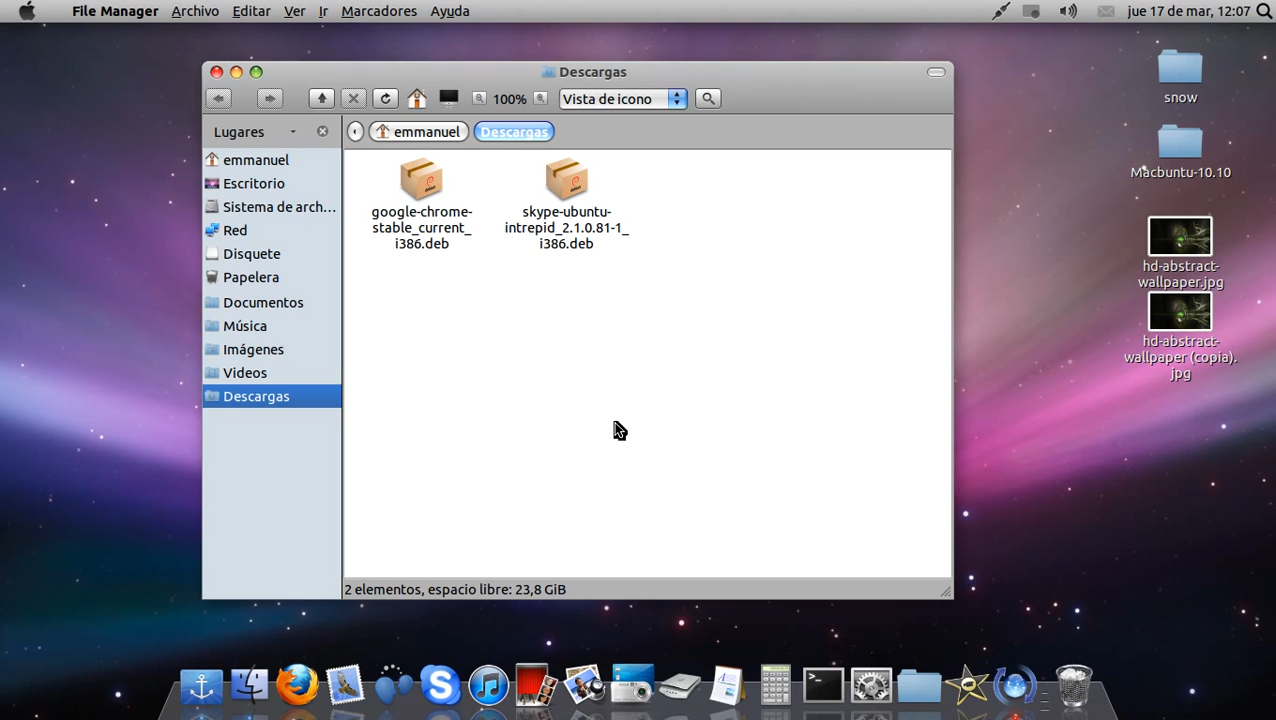 File Manager Archivo Editar Ver Ir Marcadores Ayuda jue 17 de mar, 12:07
Descargas
100% Vista de icono
Lugares
emmanuel Descargas
emmanuel
Escritorio
Sistema de arch...
Red
Disquete
Papelera
Documentos
Música
Imágenes
Videos
Descargas
google-chrome-
stable_current_
i386.deb
skype-ubuntu-
intrepid_2.1.0.81-1_
i386.deb
2 elementos, espacio libre: 23,8 GiB
snow
Macbuntu-10.10
hd-abstract-
wallpaper.jpg
hd-abstract-
wallpaper (copia).
jpg